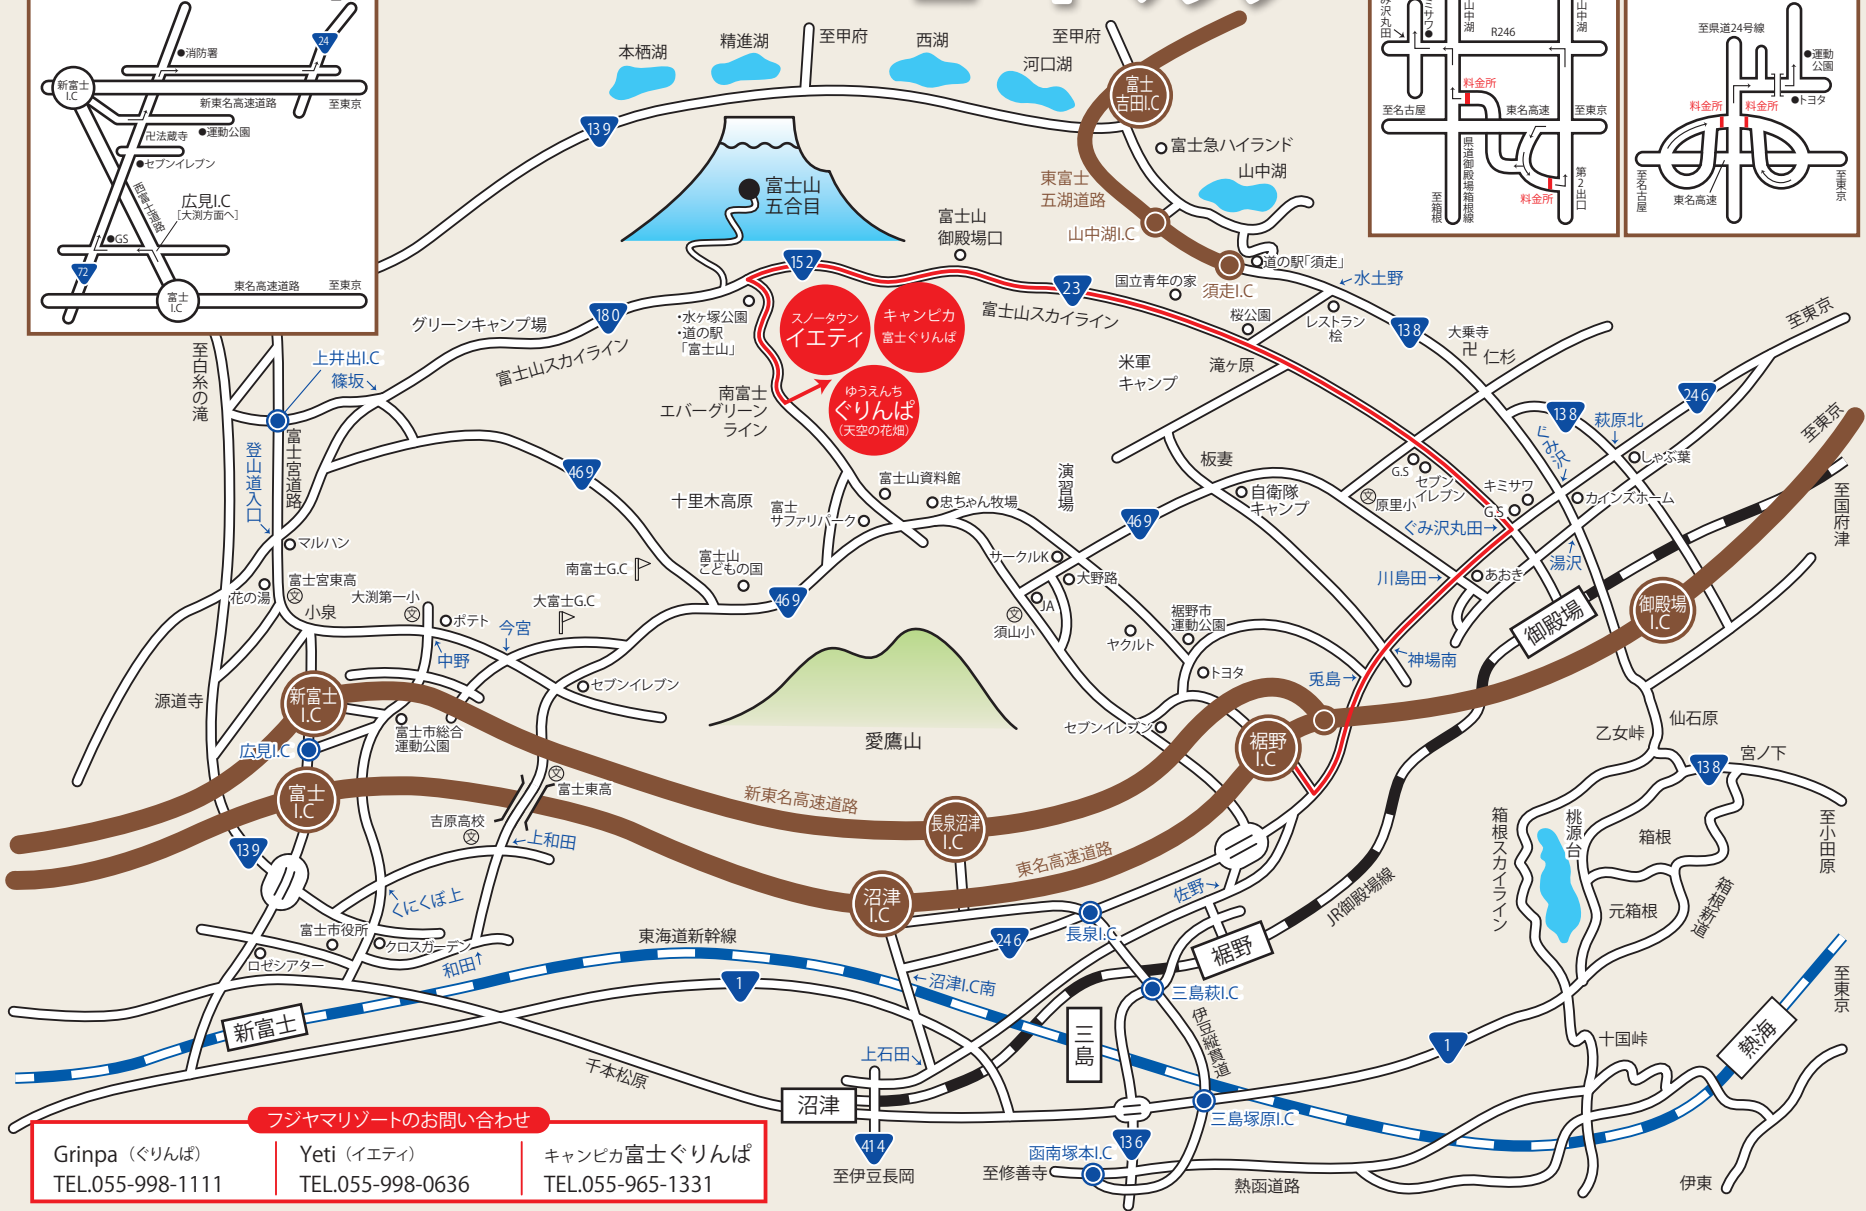 24
●消防署
新富士
I.C
新東名高速道路
至東京
卍法蔵寺
●運動公園
●セブンイレブン
西富士道路
広見I.C
［大渕方面へ］
●GS
72
富士
I.C
東名高速道路
至東京
山中湖
山中湖
R246
料金所
至名古屋
東名高速
至東京
県道御殿場箱根線
至箱根
料金所
第2出口
至県道24号線
●運動
公園
●トヨタ
料金所
料金所
至名古屋
東名高速
至東京
本栖湖
精進湖
至甲府
西湖
河口湖
至甲府
富士
吉田I.C
139
富士急ハイランド
山中湖
東富士
五湖道路
山中湖I.C
須走I.C
道の駅「須走」
←水土野
富士山
五合目
富士山
御殿場口
152
23
国立青年の家
富士山スカイライン
桜公園
レストラン
桧
138
大乗寺
卍
仁杉
至東京
スノータウン
イエティ
キャンピカ
富士ぐりんぱ
ゆうえんち
ぐりんぱ
(天空の花畑)
・水ヶ塚公園
・道の駅
「富士山」
180
グリーンキャンプ場
富士山スカイライン
南富士
エバーグリーン
ライン
米軍
キャンプ
滝ヶ原
246
138
萩原北
↓
至東京
ぐみ沢↓
しゃぶ葉
カインズホーム
至国府津
至白糸の滝
上井出I.C
篠坂↘
富士宮道路
登山道入口↘
469
十里木高原
富士山資料館
忠ちゃん牧場
富士
サファリパーク
演習場
板妻
自衛隊
キャンプ
469
G.S
セブン
イレブン
原里小
文
キミサワ
G.S
ぐみ沢丸田→
湯沢
川島田→
あおき
マルハン
花の湯
富士宮東高
文
小泉
大渕第一小
文
ポテト
今宮
↓
中野
南富士G.C
大富士G.C
富士山
こどもの国
469
サークルK
大野路
JA
文
須山小
裾野市
運動公園
ヤクルト
トヨタ
御殿場
御殿場
I.C
←神場南
兎島→
源道寺
新富士
I.C
広見I.C
富士
I.C
富士市総合
運動公園
セブンイレブン
愛鷹山
セブンイレブン
裾野
I.C
仙石原
乙女峠
138
宮ノ下
至小田原
文
富士東高
吉原高校
文
←上和田
新東名高速道路
長泉沼津
I.C
東名高速道路
沼津
I.C
139
くにくぼ上
富士市役所
クロスガーデン
ロゼシアター
和田↑
東海道新幹線
246
長泉I.C
佐野→
裾野
JR御殿場線
箱根スカイライン
桃源台
箱根
元箱根
箱根新道
至東京
新富士
1
←沼津I.C南
三島萩I.C
伊豆縦貫道
三島
千本松原
上石田↘
沼津
414
至伊豆長岡
1
十国峠
熱海
三島塚原I.C
136
函南塚本I.C
至修善寺
熱函道路
伊東
フジヤマリゾートのお問い合わせ
Grinpa（ぐりんぱ）
TEL.055-998-1111
Yeti（イエティ）
TEL.055-998-0636
キャンピカ富士ぐりんぱ
TEL.055-965-1331